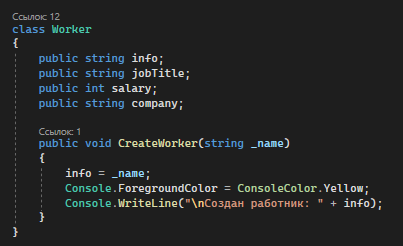 Ссылок: 12
class Worker
{
public string info;
public string jobTitle;
public int salary;
public string company;
Ссылок: 1
public void CreateWorker(string _name)
{
info = _name;
Console.ForegroundColor = ConsoleColor.Yellow;
Console.WriteLine("\nСоздан работник: " + info);
}
}